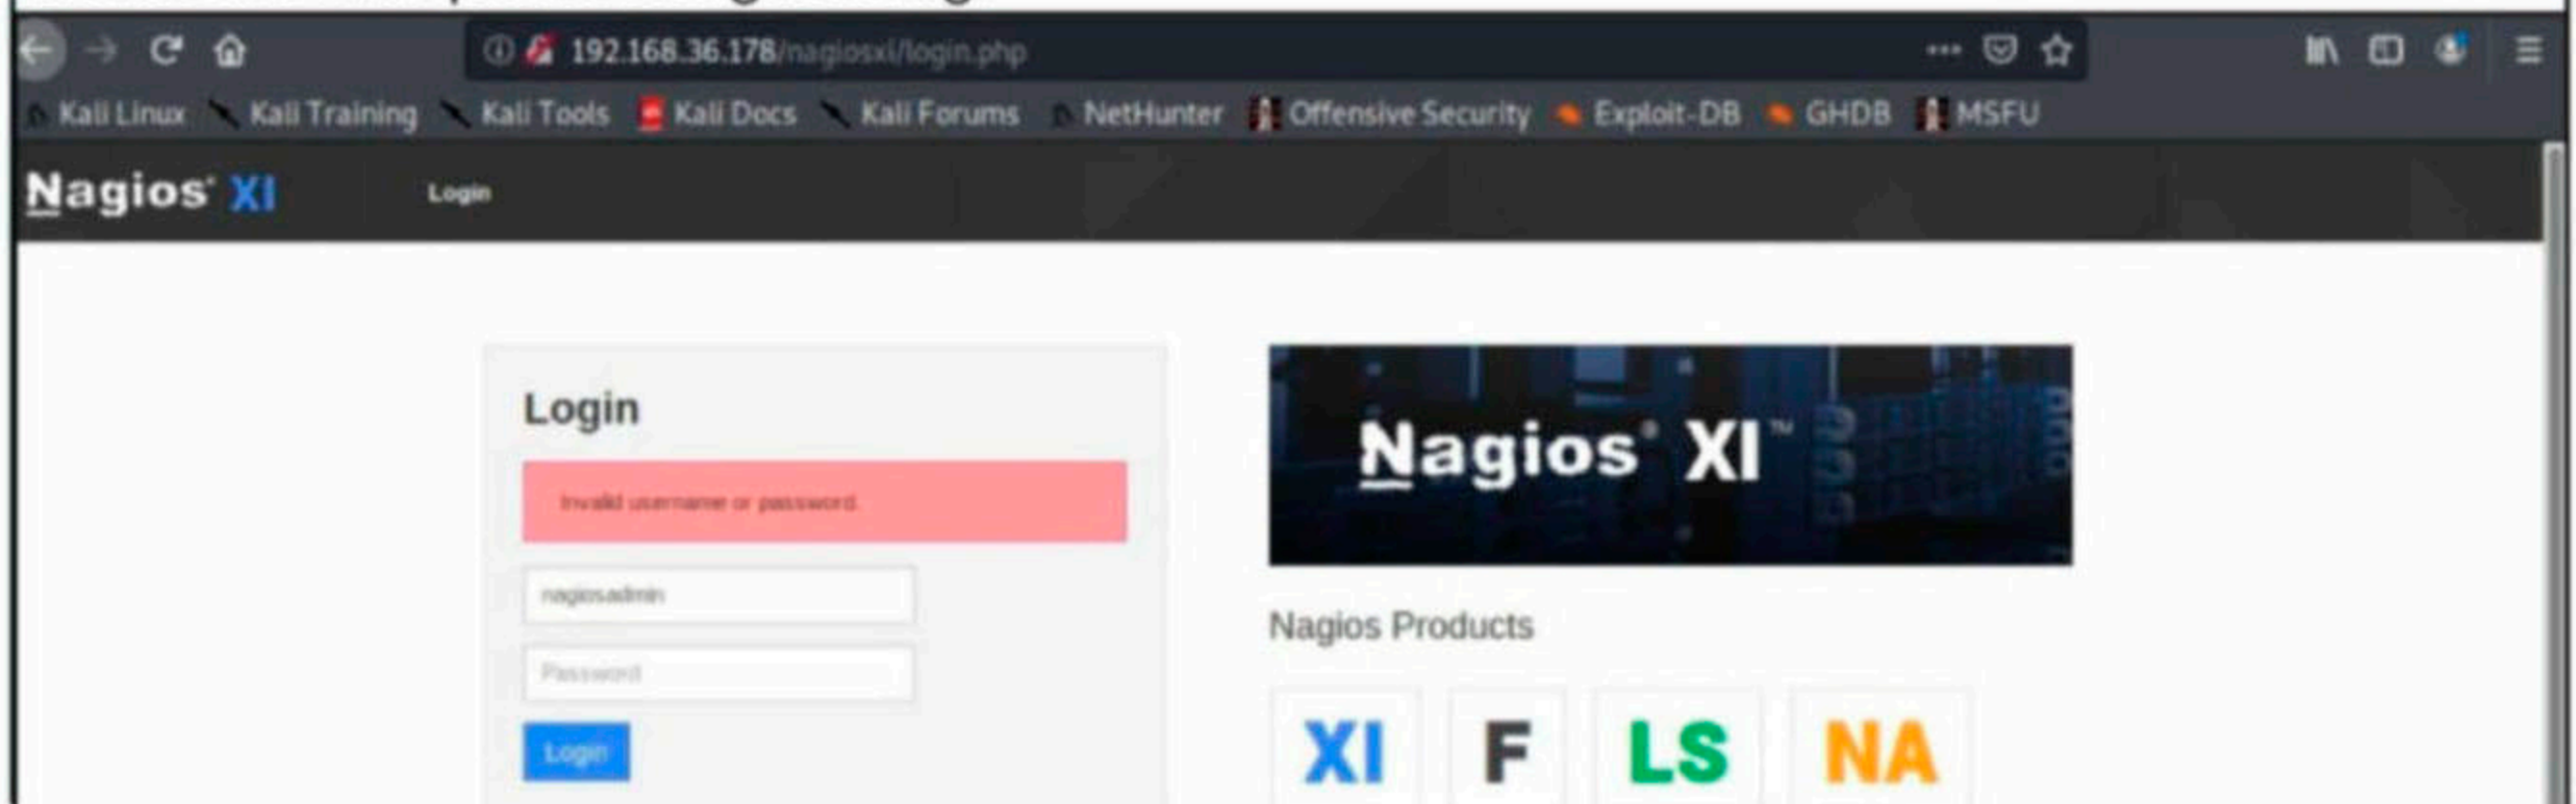 192.168.36.178/nagiosxi/login.php
Kali Linux Kali Training Kali Tools Kali Docs Kali Forums NetHunter Offensive Security Exploit-DB GHDB MSFU
Nagios® XI Login
Login
Invalid username or password.
nagiosadmin
Password
Login
Nagios® XI™
Nagios Products
XI F LS NA